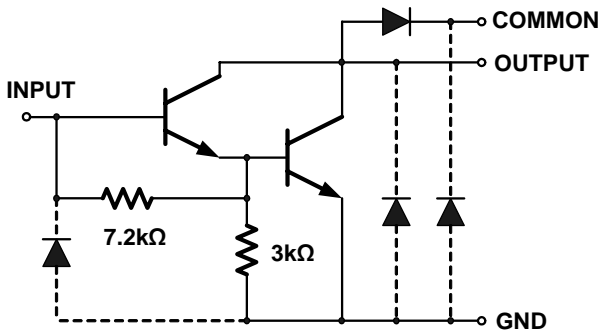 COMMON
OUTPUT
INPUT
7.2kΩ
3kΩ
GND